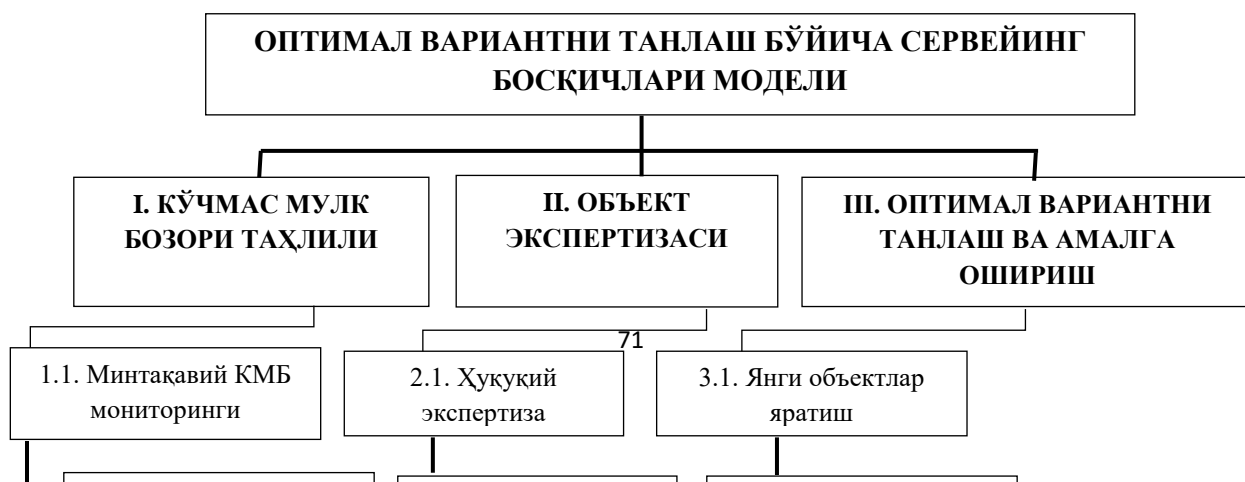 ОПТИМАЛ ВАРИАНТНИ ТАНЛАШ БЎЙИЧА СЕРВЕЙИНГ
БОСҚИЧЛАРИ МОДЕЛИ
I. КЎЧМАС МУЛК
БОЗОРИ ТАҲЛИЛИ
II. ОБЪЕКТ
ЭКСПЕРТИЗАСИ
III. ОПТИМАЛ ВАРИАНТНИ
ТАНЛАШ ВА АМАЛГА
ОШИРИШ
71
1.1. Минтақавий КМБ
мониторинги
2.1. Ҳуқуқий
экспертиза
3.1. Янги объектлар
яратиш